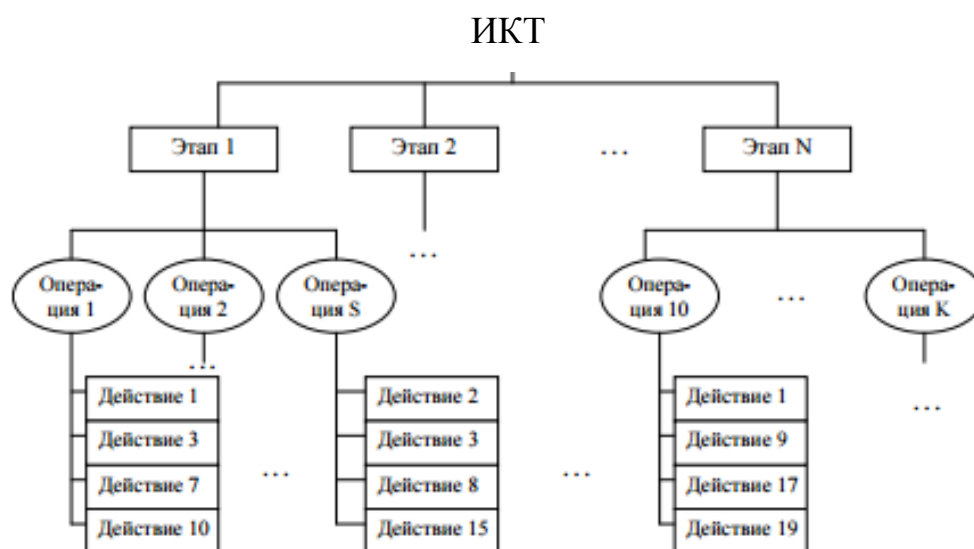 ИКТ
Этап 1
Этап 2
...
Этап N
...
Опера-
ция 1
Опера-
ция 2
Опера-
ция S
Опера-
ция 10
...
Опера-
ция K
...
Действие 1
Действие 3
Действие 7
Действие 10
...
Действие 2
Действие 3
Действие 8
Действие 15
...
Действие 1
Действие 9
Действие 17
Действие 19
...